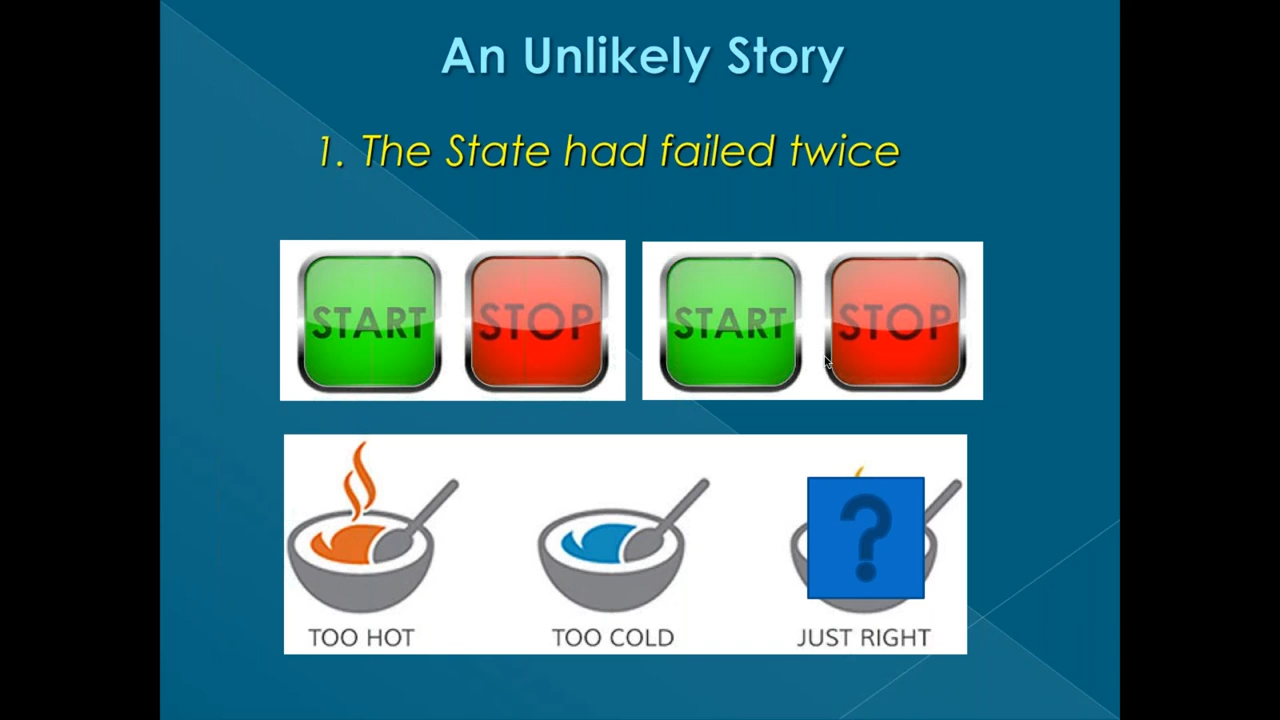 An Unlikely Story
1. The State had failed twice
START STOP START STOP
?
TOO HOT TOO COLD JUST RIGHT